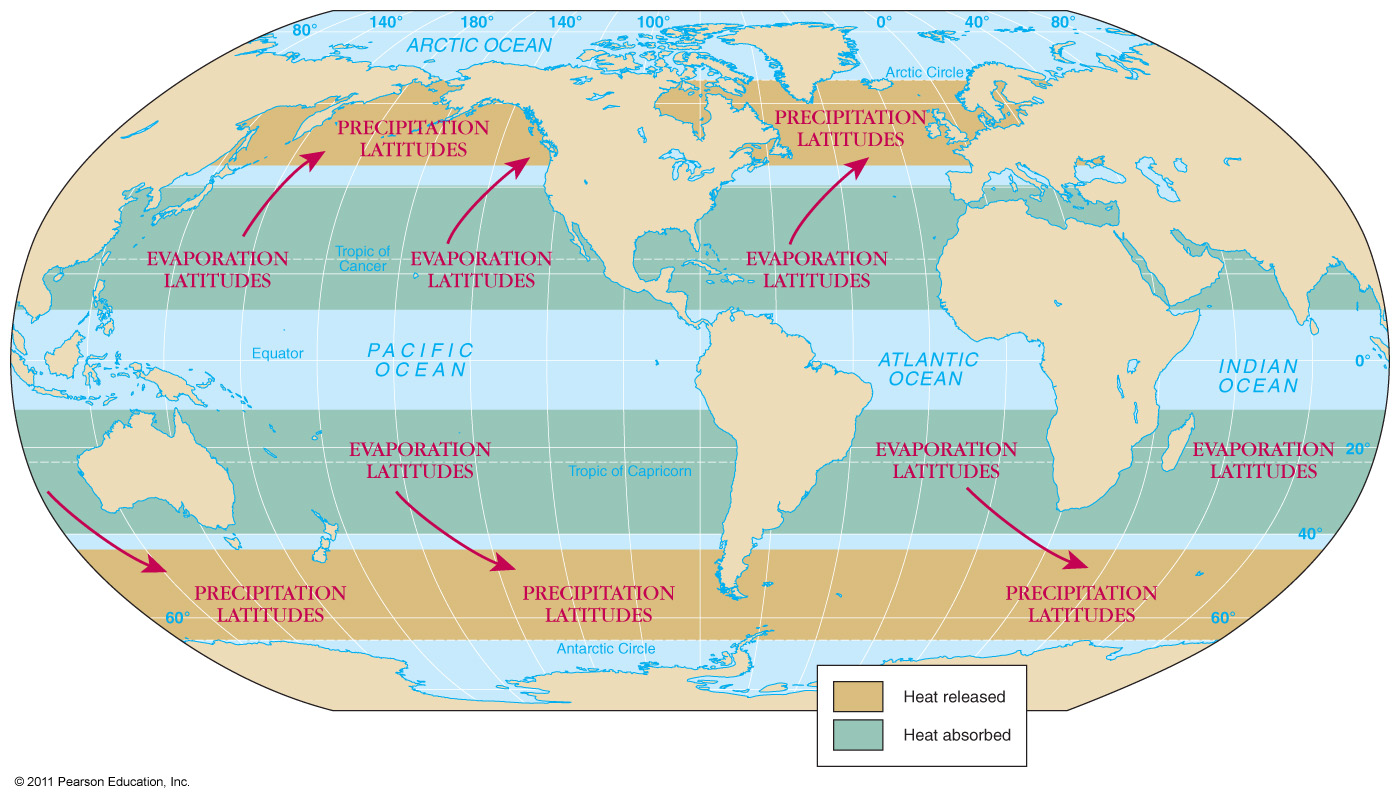 140° 180° 140° 100° 0° 40° 80°
80°
ARCTIC OCEAN
Arctic Circle
PRECIPITATION
LATITUDES
PRECIPITATION
LATITUDES
Tropic of
Cancer
EVAPORATION
LATITUDES
EVAPORATION
LATITUDES
EVAPORATION
LATITUDES
Equator
PACIFIC
OCEAN
ATLANTIC
OCEAN
INDIAN
OCEAN
0°
EVAPORATION
LATITUDES
EVAPORATION
LATITUDES
EVAPORATION
LATITUDES
20°
Tropic of Capricorn
40°
PRECIPITATION
LATITUDES
PRECIPITATION
LATITUDES
PRECIPITATION
LATITUDES
60°
60°
Antarctic Circle
Heat released
Heat absorbed
© 2011 Pearson Education, Inc.